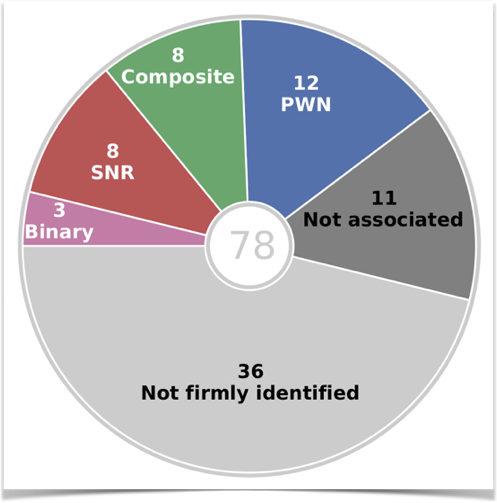 8
Composite
12
PWN
8
SNR
11
Not associated
3
Binary
78
36
Not firmly identified